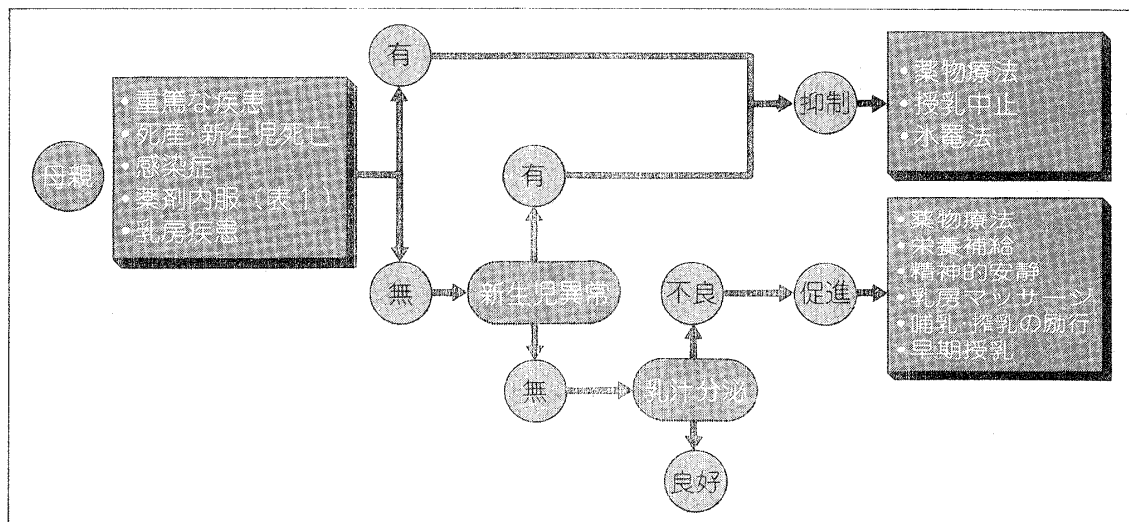 母親
・重篤な疾患
・死産・新生児死亡
・感染症
・薬剤内服（表1）
・乳房疾患
有
無
新生児異常
有
無
乳汁分泌
不良
良好
抑制
・薬物療法
・授乳中止
・氷罨法
促進
・薬物療法
・栄養補給
・精神的安静
・乳房マッサージ
・哺乳・搾乳の励行
・早期授乳